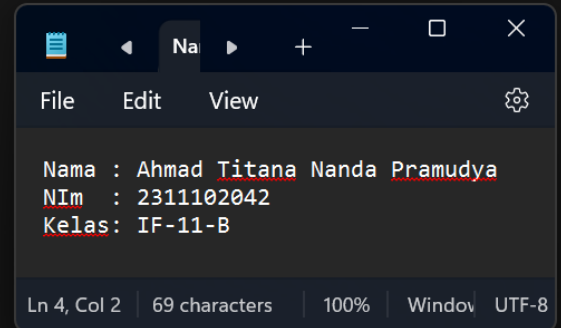 Na
File Edit View
Nama : Ahmad Titana Nanda Pramudya
NIm : 2311102042
Kelas: IF-11-B
Ln 4, Col 2 69 characters 100% Window UTF-8